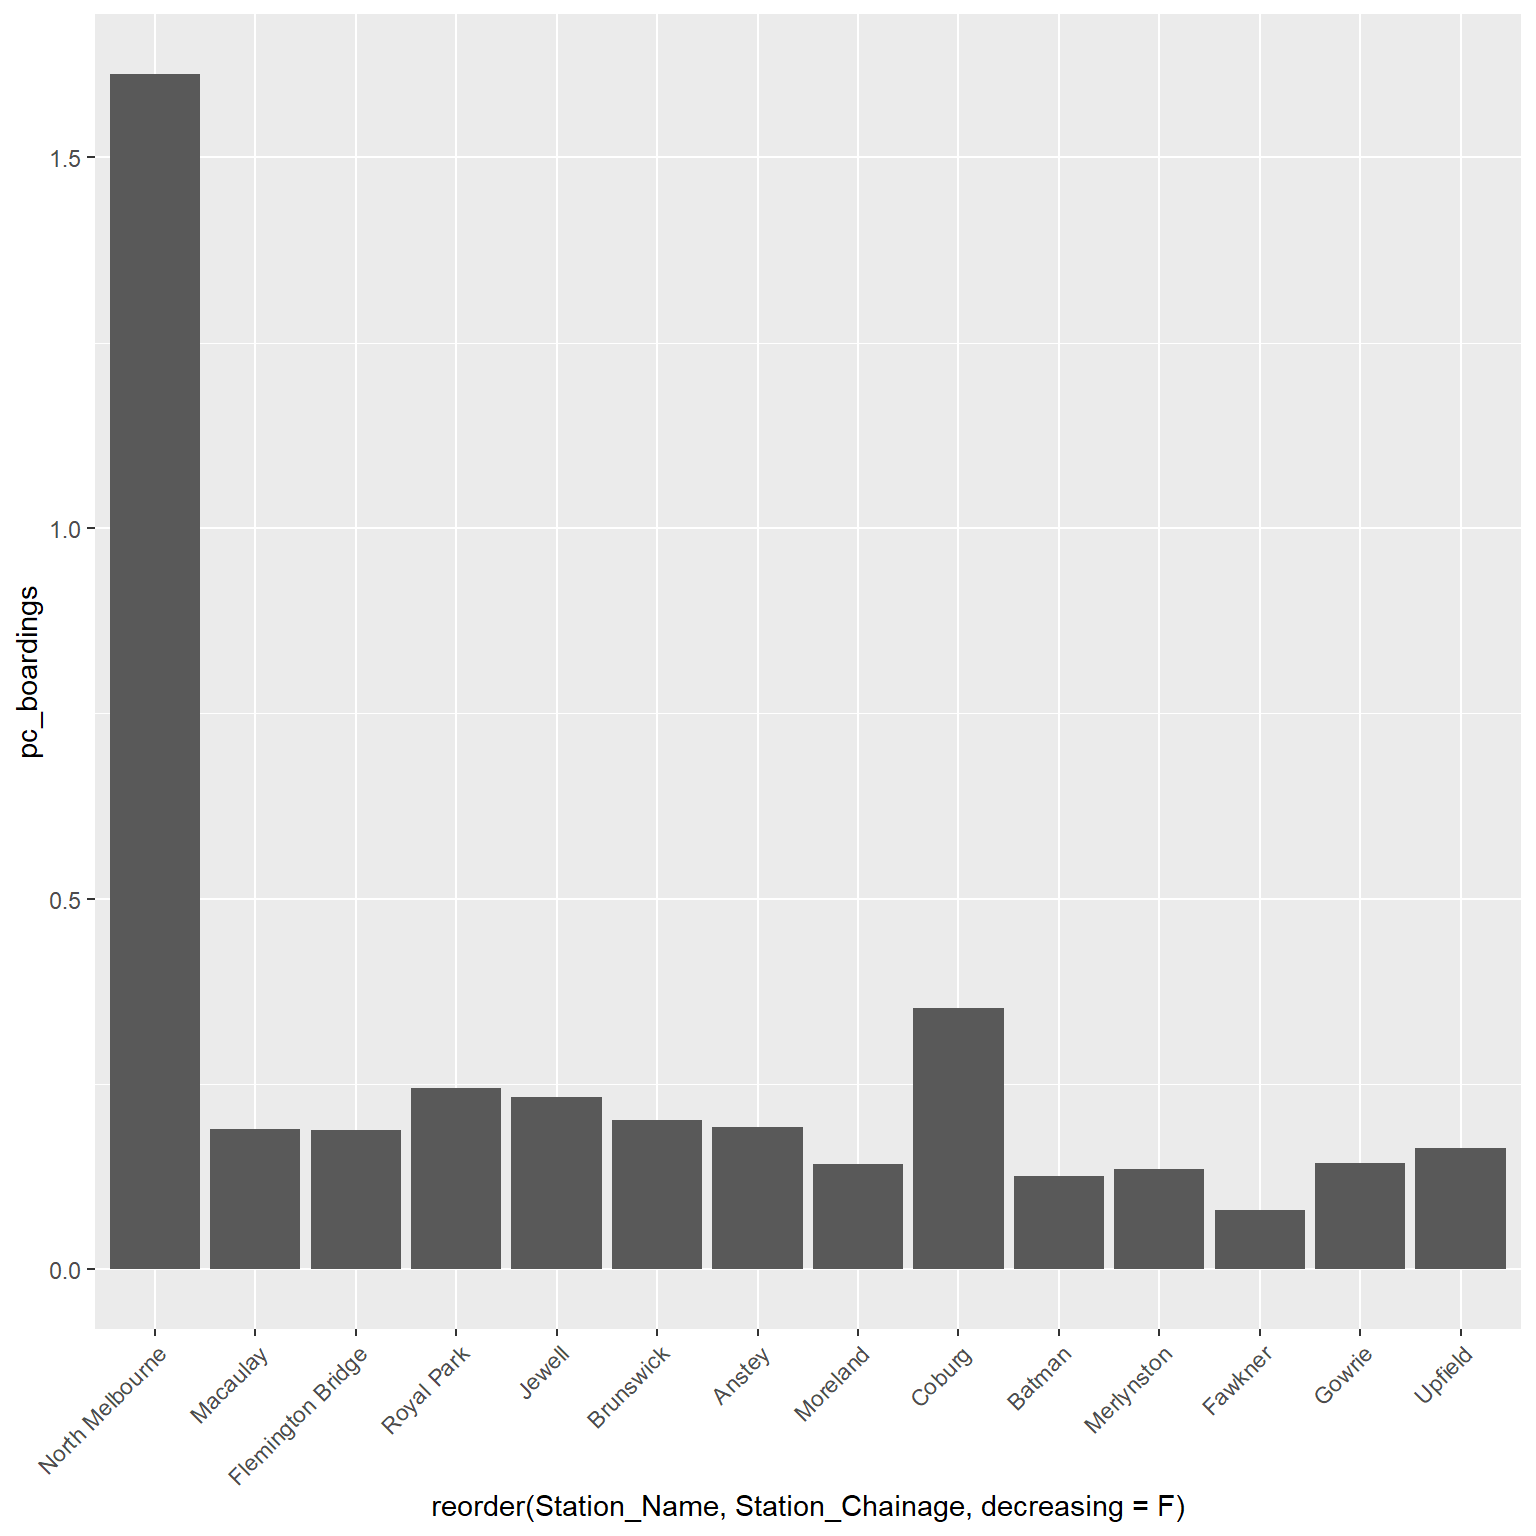 1.5
1.0
0.5
0.0
pc_boardings
North Melbourne
Macaulay
Flemington Bridge
Royal Park
Jewell
Brunswick
Anstey
Moreland
Coburg
Batman
Merlynston
Fawkner
Gowrie
Upfield
reorder(Station_Name, Station_Chainage, decreasing = F)